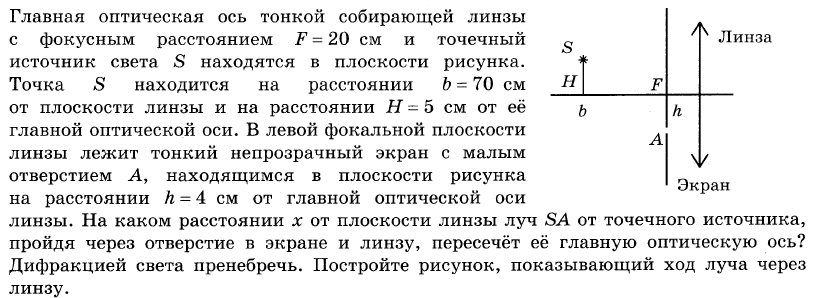 Главная оптическая ось тонкой собирающей линзы
с фокусным расстоянием F = 20 см и точечный
источник света S находятся в плоскости рисунка.
Точка S находится на расстоянии b = 70 см
от плоскости линзы и на расстоянии H = 5 см от её
главной оптической оси. В левой фокальной плоскости
линзы лежит тонкий непрозрачный экран с малым
отверстием A, находящимся в плоскости рисунка
на расстоянии h = 4 см от главной оптической оси
линзы. На каком расстоянии x от плоскости линзы луч SA от точечного источника,
пройдя через отверстие в экране и линзу, пересечёт её главную оптическую ось?
Дифракцией света пренебречь. Постройте рисунок, показывающий ход луча через
линзу.
S
Линза
H
F
b
h
A
Экран